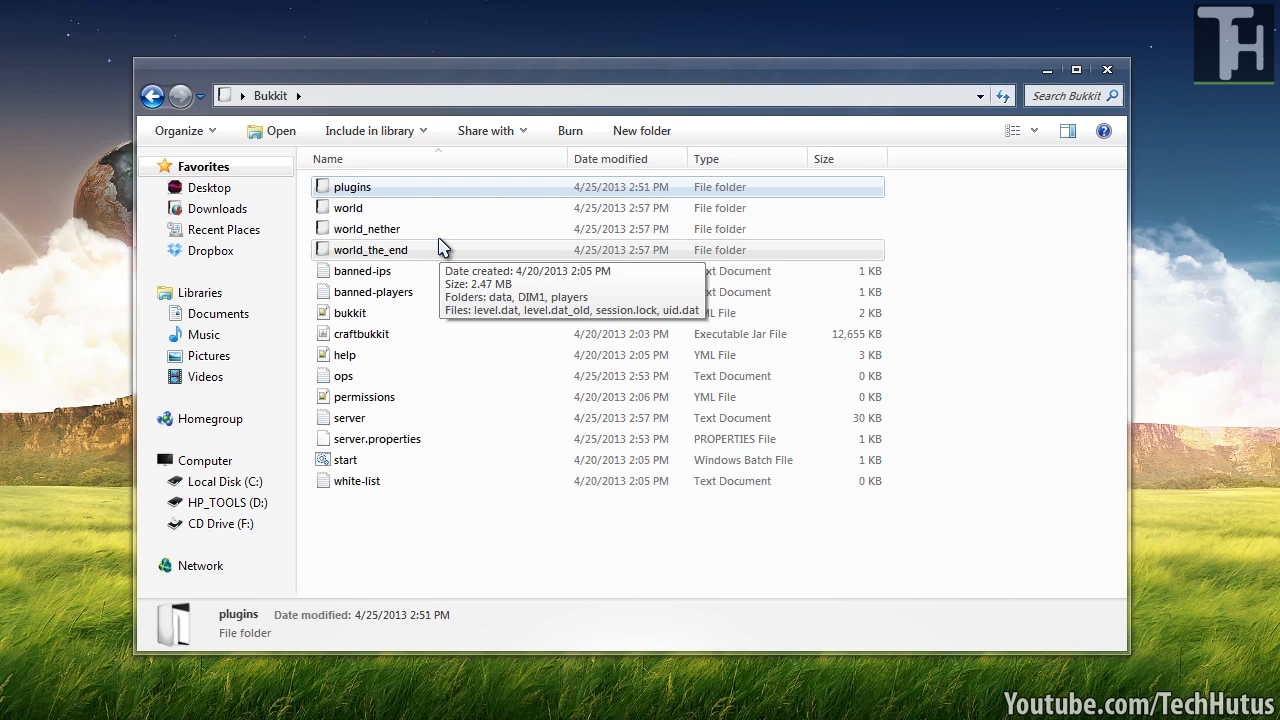 TH
Bukkit
Search Bukkit
Organize Open Include in library Share with Burn New folder
Name Date modified Type Size
Favorites
Desktop
Downloads
Recent Places
Dropbox
Libraries
Documents
Music
Pictures
Videos
Homegroup
Computer
Local Disk (C:)
HP_TOOLS (D:)
CD Drive (F:)
Network
plugins 4/25/2013 2:51 PM File folder
world 4/25/2013 2:57 PM File folder
world_nether 4/25/2013 2:57 PM File folder
world_the_end 4/25/2013 2:57 PM File folder
banned-ips xt Document 1 KB
banned-players xt Document 1 KB
bukkit ML File 2 KB
craftbukkit 4/20/2013 2:03 PM Executable Jar File 12,655 KB
help 4/20/2013 2:05 PM YML File 3 KB
ops 4/25/2013 2:53 PM Text Document 0 KB
permissions 4/20/2013 2:06 PM YML File 0 KB
server 4/25/2013 2:57 PM Text Document 30 KB
server.properties 4/25/2013 2:53 PM PROPERTIES File 1 KB
start 4/20/2013 2:05 PM Windows Batch File 1 KB
white-list 4/20/2013 2:05 PM Text Document 0 KB
Date created: 4/20/2013 2:05 PM
Size: 2.47 MB
Folders: data, DIM1, players
Files: level.dat, level.dat_old, session.lock, uid.dat
plugins Date modified: 4/25/2013 2:51 PM
File folder
Youtube.com/TechHutus